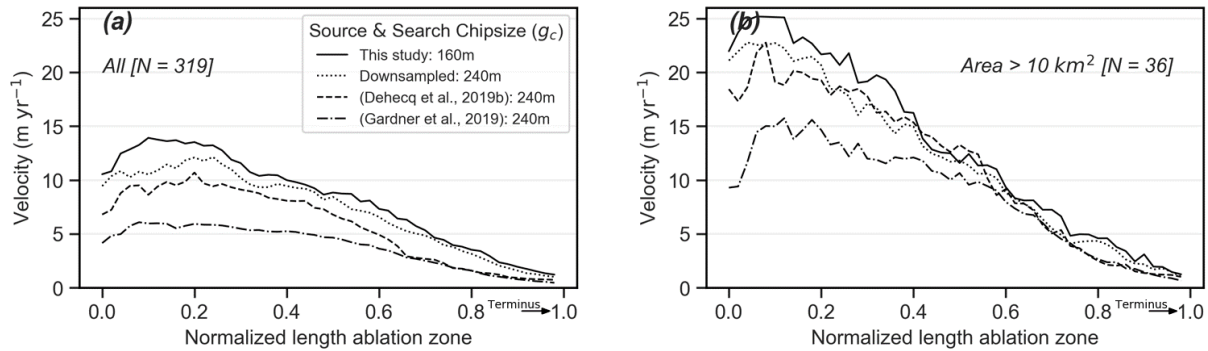 (a)
All [N = 319]
Source & Search Chipsize (g_c)
This study: 160m
Downsampled: 240m
(Dehecq et al., 2019b): 240m
(Gardner et al., 2019): 240m
Velocity (m yr⁻¹)
25
20
15
10
5
0
0.0 0.2 0.4 0.6 0.8 1.0
Terminus
Normalized length ablation zone
(b)
Area > 10 km² [N = 36]
Velocity (m yr⁻¹)
25
20
15
10
5
0
0.0 0.2 0.4 0.6 0.8 1.0
Terminus
Normalized length ablation zone